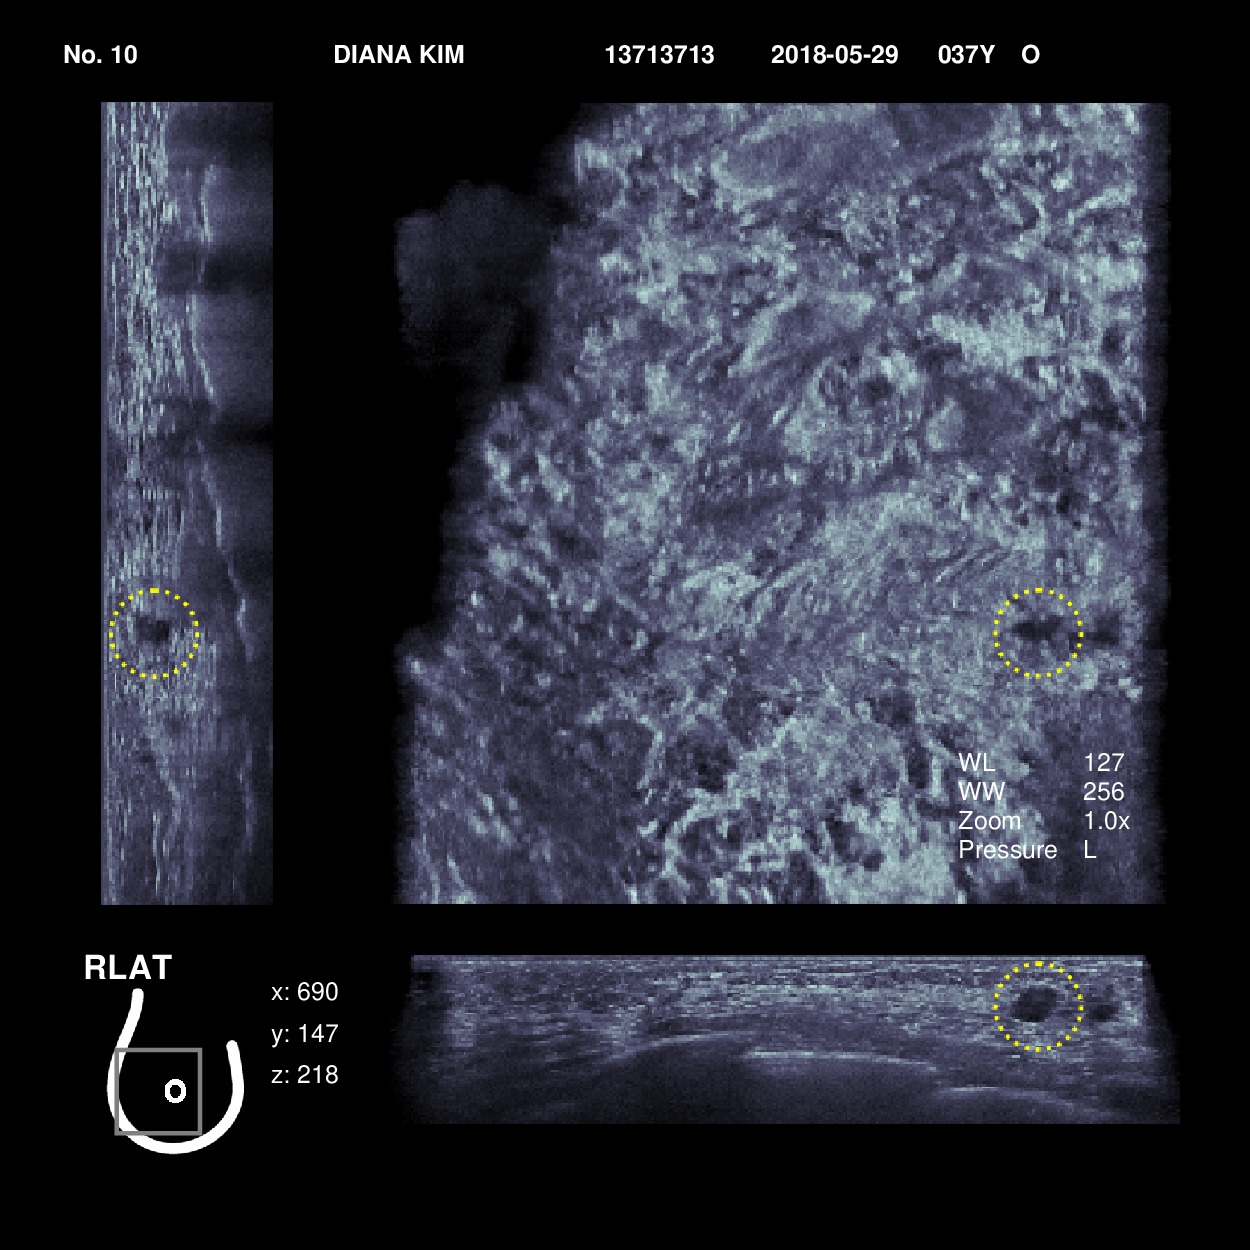 No. 10 DIANA KIM 13713713 2018-05-29 037Y O
WL 127
WW 256
Zoom 1.0x
Pressure L
RLAT
x: 690
y: 147
z: 218